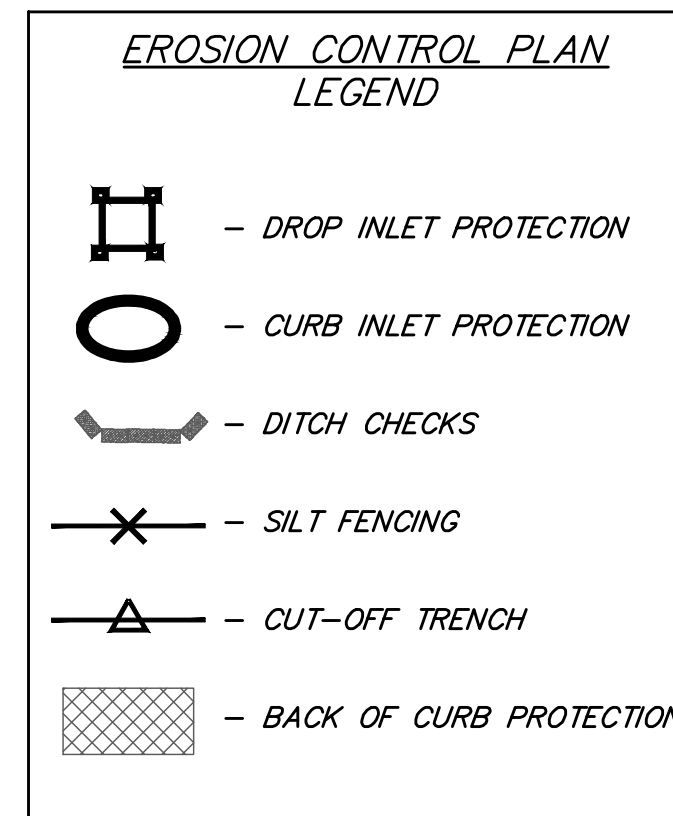 EROSION CONTROL PLAN
LEGEND
- DROP INLET PROTECTION
- CURB INLET PROTECTION
- DITCH CHECKS
- SILT FENCING
- CUT-OFF TRENCH
- BACK OF CURB PROTECTION